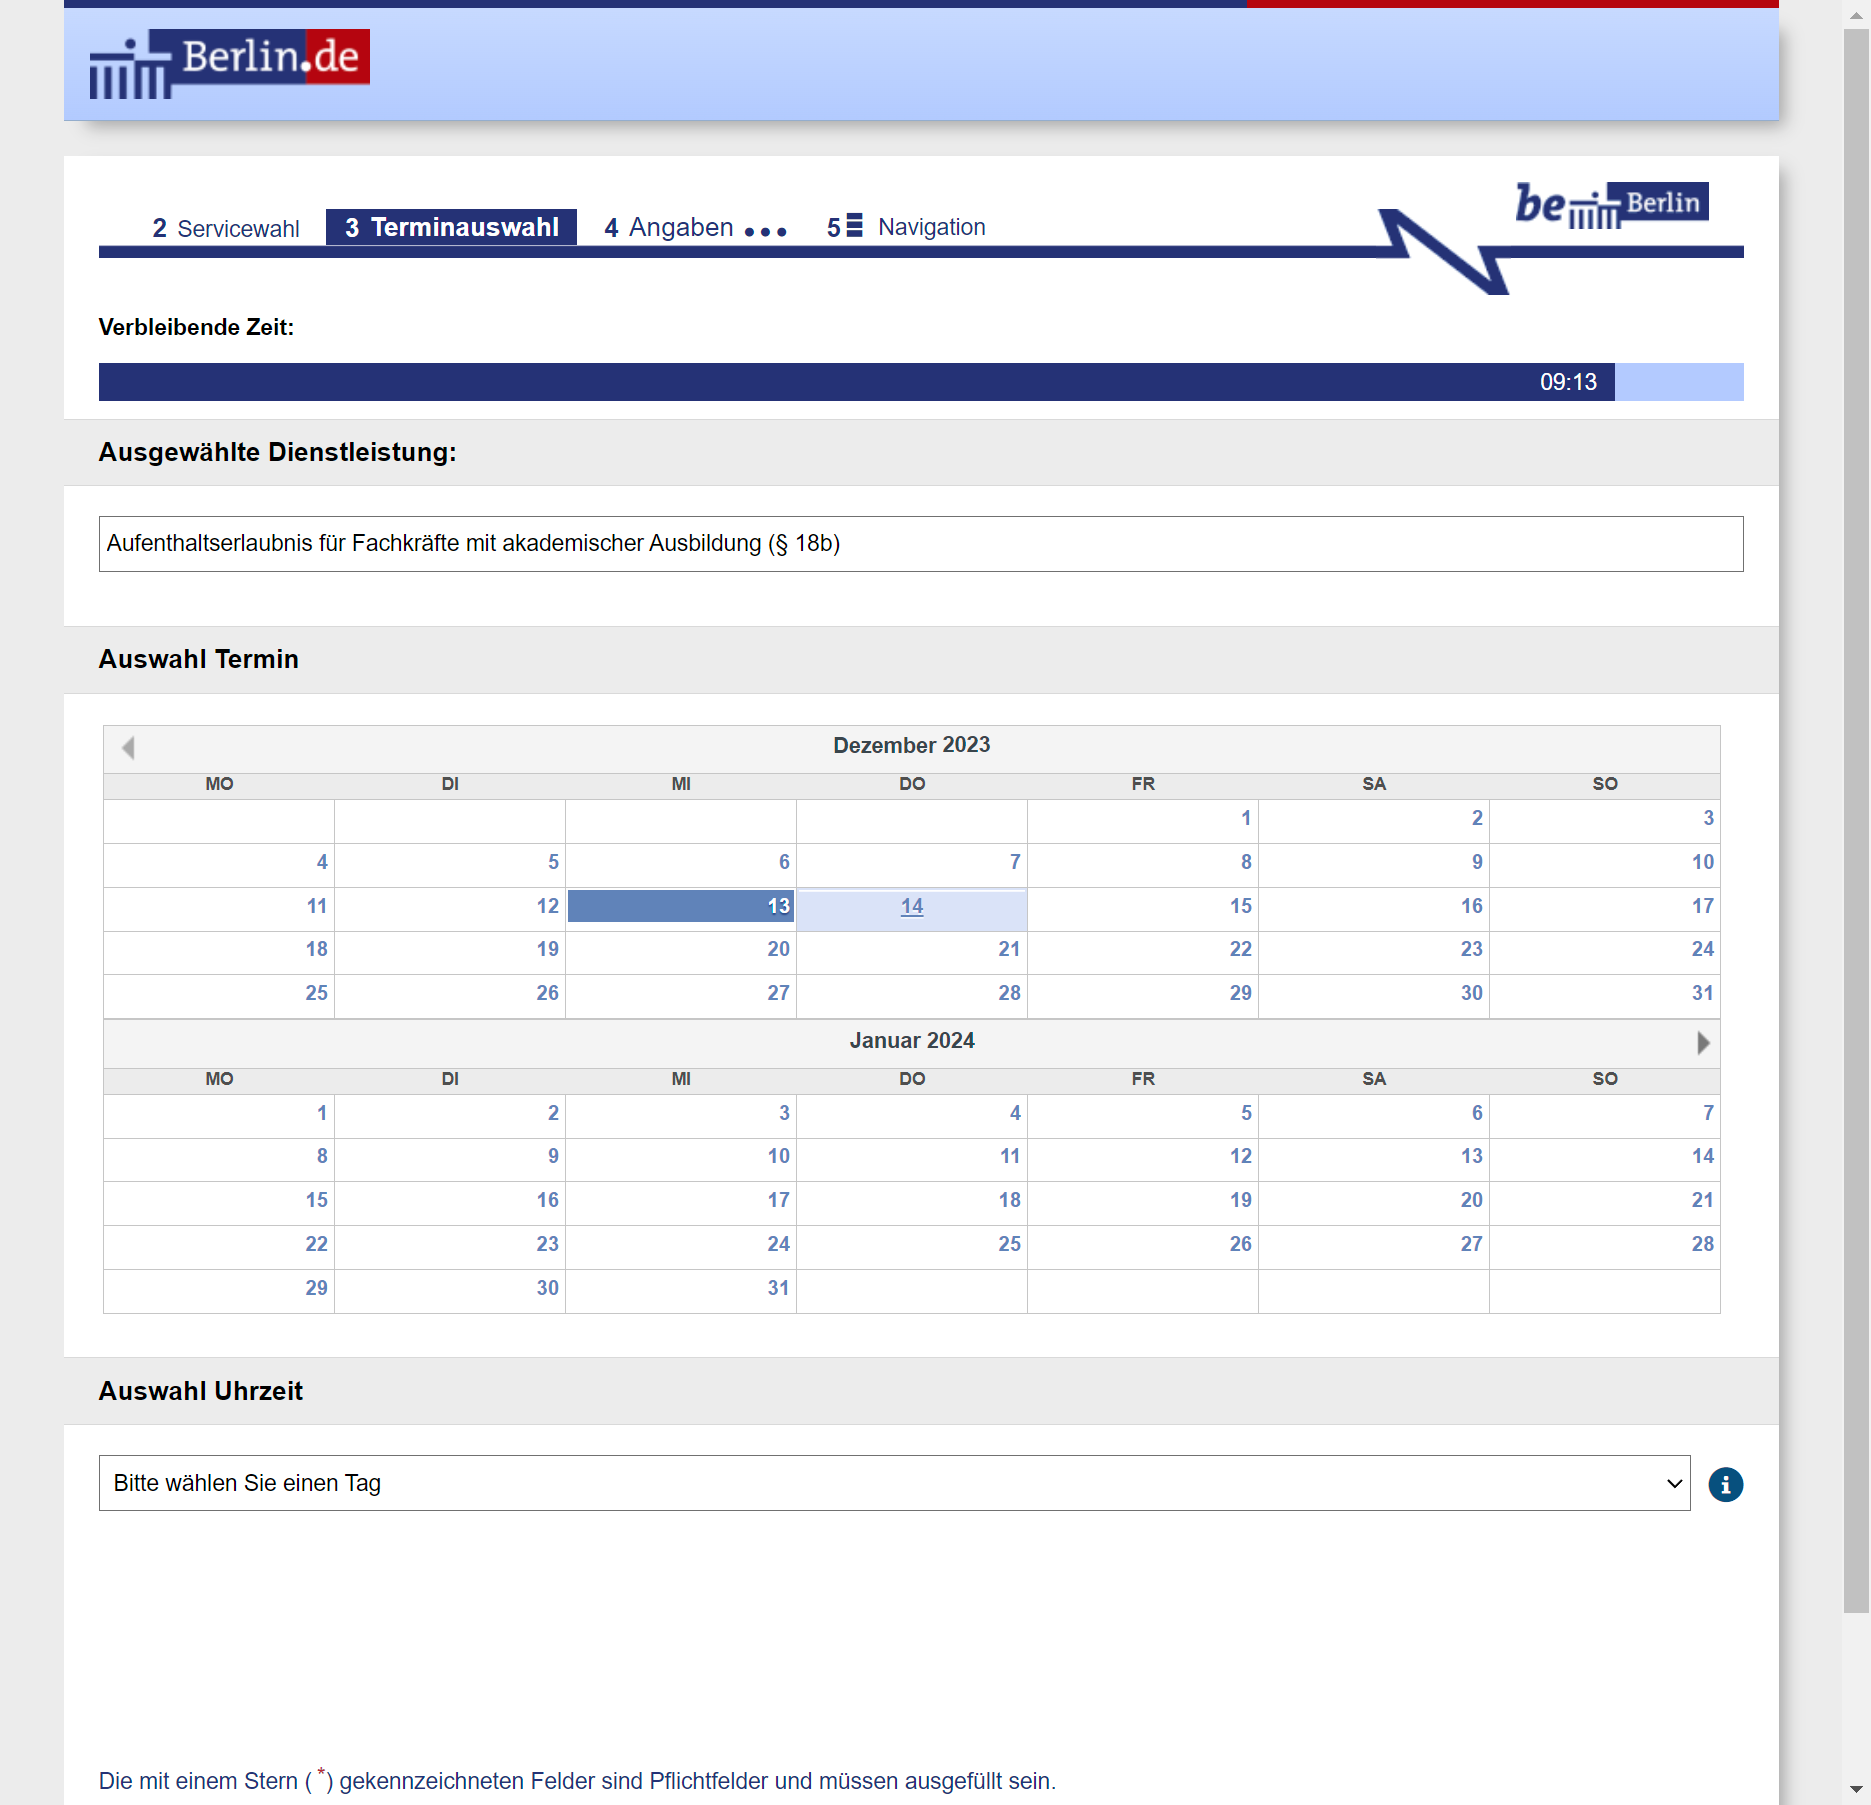 Berlin.de
be Berlin
2 Servicewahl 3 Terminauswahl 4 Angaben 5 Navigation
Verbleibende Zeit:
09:13
Ausgewählte Dienstleistung:
Aufenthaltserlaubnis für Fachkräfte mit akademischer Ausbildung (§ 18b)
Auswahl Termin
Dezember 2023
MO DI MI DO FR SA SO
1 2 3
4 5 6 7 8 9 10
11 12 13 14 15 16 17
18 19 20 21 22 23 24
25 26 27 28 29 30 31
Januar 2024
MO DI MI DO FR SA SO
1 2 3 4 5 6 7
8 9 10 11 12 13 14
15 16 17 18 19 20 21
22 23 24 25 26 27 28
29 30 31
Auswahl Uhrzeit
Bitte wählen Sie einen Tag
Die mit einem Stern ( *) gekennzeichneten Felder sind Pflichtfelder und müssen ausgefüllt sein.